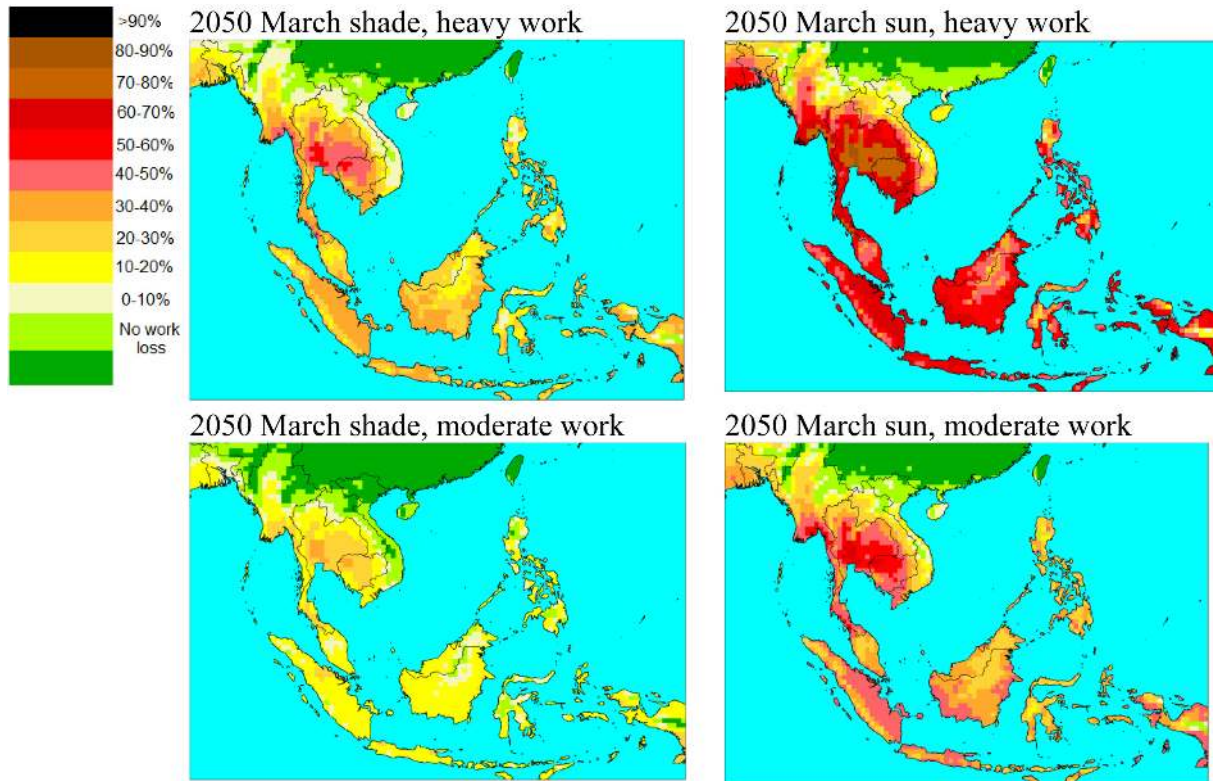 >90%
80-90%
70-80%
60-70%
50-60%
40-50%
30-40%
20-30%
10-20%
0-10%
No work
loss
2050 March shade, heavy work
2050 March sun, heavy work
2050 March shade, moderate work
2050 March sun, moderate work